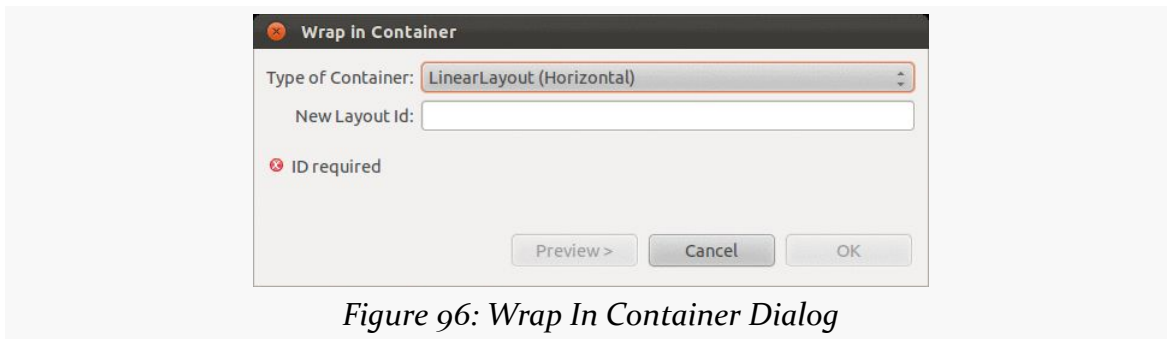 Wrap in Container
Type of Container: LinearLayout (Horizontal)
New Layout Id:
ID required
Preview > Cancel OK
Figure 96: Wrap In Container Dialog